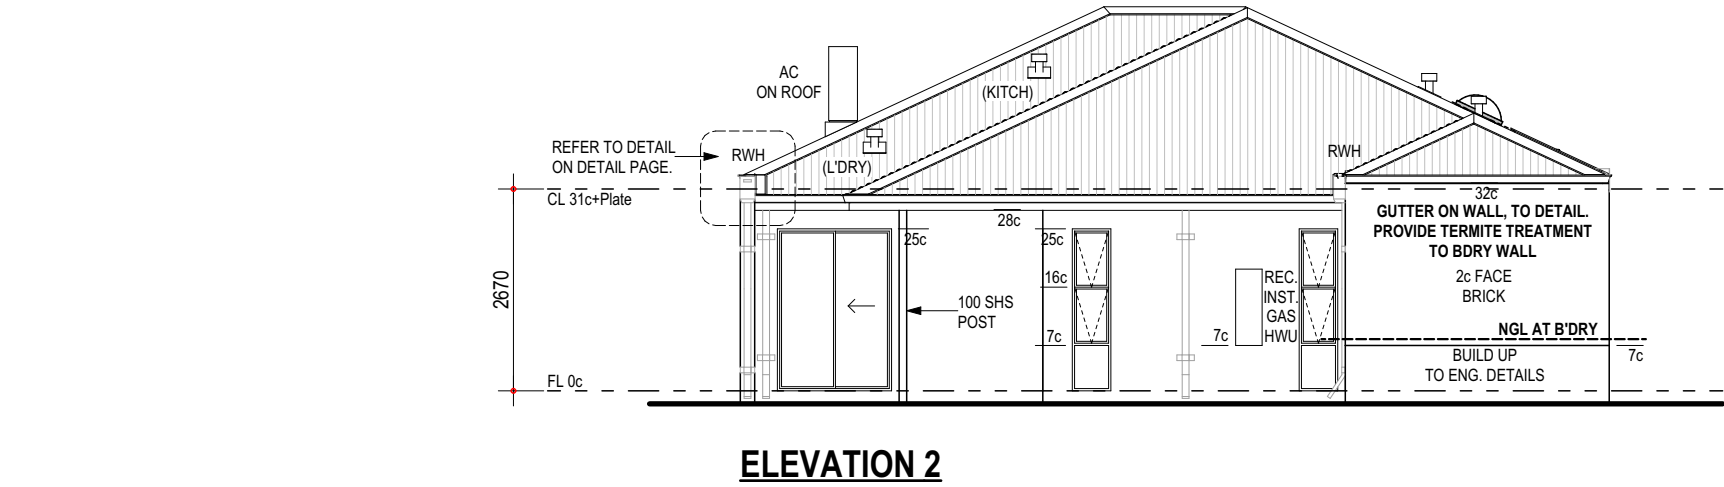 AC
ON ROOF
(KITCH)
REFER TO DETAIL
ON DETAIL PAGE.
RWH
(L'DRY)
RWH
CL 31c+Plate
32c
GUTTER ON WALL, TO DETAIL.
PROVIDE TERMITE TREATMENT
TO BDRY WALL
28c
25c
25c
2670
16c
REC.
INST.
GAS
HWU
2c FACE
BRICK
100 SHS
POST
7c
7c
NGL AT B'DRY
BUILD UP
TO ENG. DETAILS
7c
FL 0c
ELEVATION 2